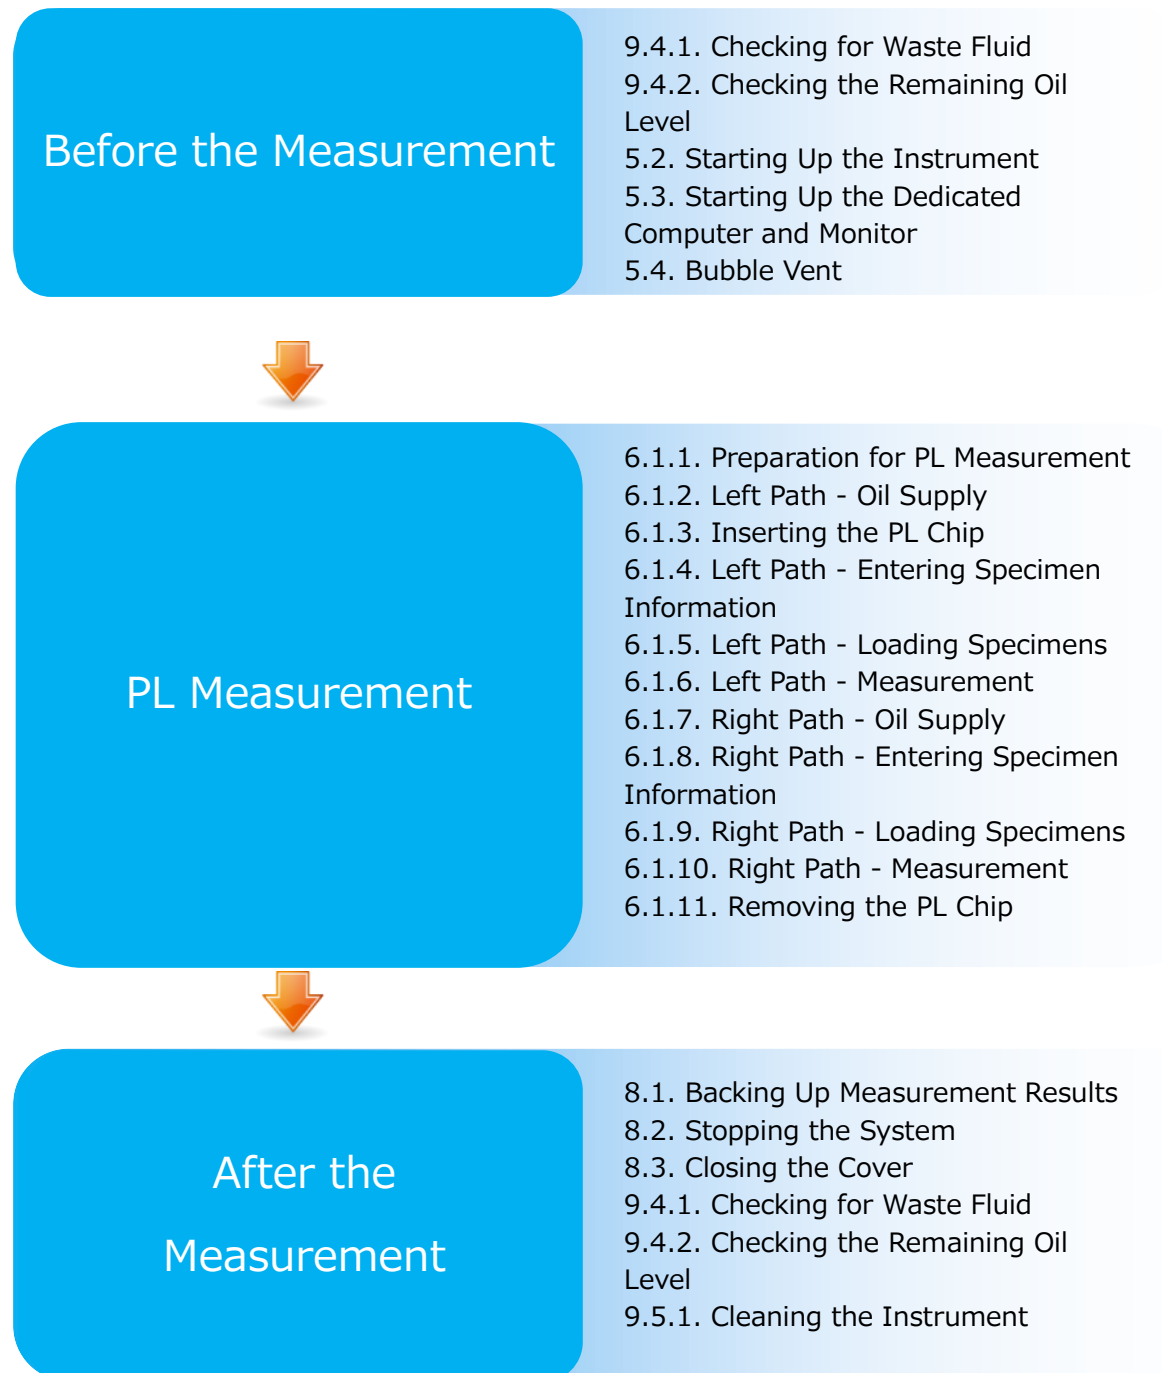 Before the Measurement
9.4.1. Checking for Waste Fluid
9.4.2. Checking the Remaining Oil
Level
5.2. Starting Up the Instrument
5.3. Starting Up the Dedicated
Computer and Monitor
5.4. Bubble Vent
PL Measurement
6.1.1. Preparation for PL Measurement
6.1.2. Left Path - Oil Supply
6.1.3. Inserting the PL Chip
6.1.4. Left Path - Entering Specimen
Information
6.1.5. Left Path - Loading Specimens
6.1.6. Left Path - Measurement
6.1.7. Right Path - Oil Supply
6.1.8. Right Path - Entering Specimen
Information
6.1.9. Right Path - Loading Specimens
6.1.10. Right Path - Measurement
6.1.11. Removing the PL Chip
After the
Measurement
8.1. Backing Up Measurement Results
8.2. Stopping the System
8.3. Closing the Cover
9.4.1. Checking for Waste Fluid
9.4.2. Checking the Remaining Oil
Level
9.5.1. Cleaning the Instrument